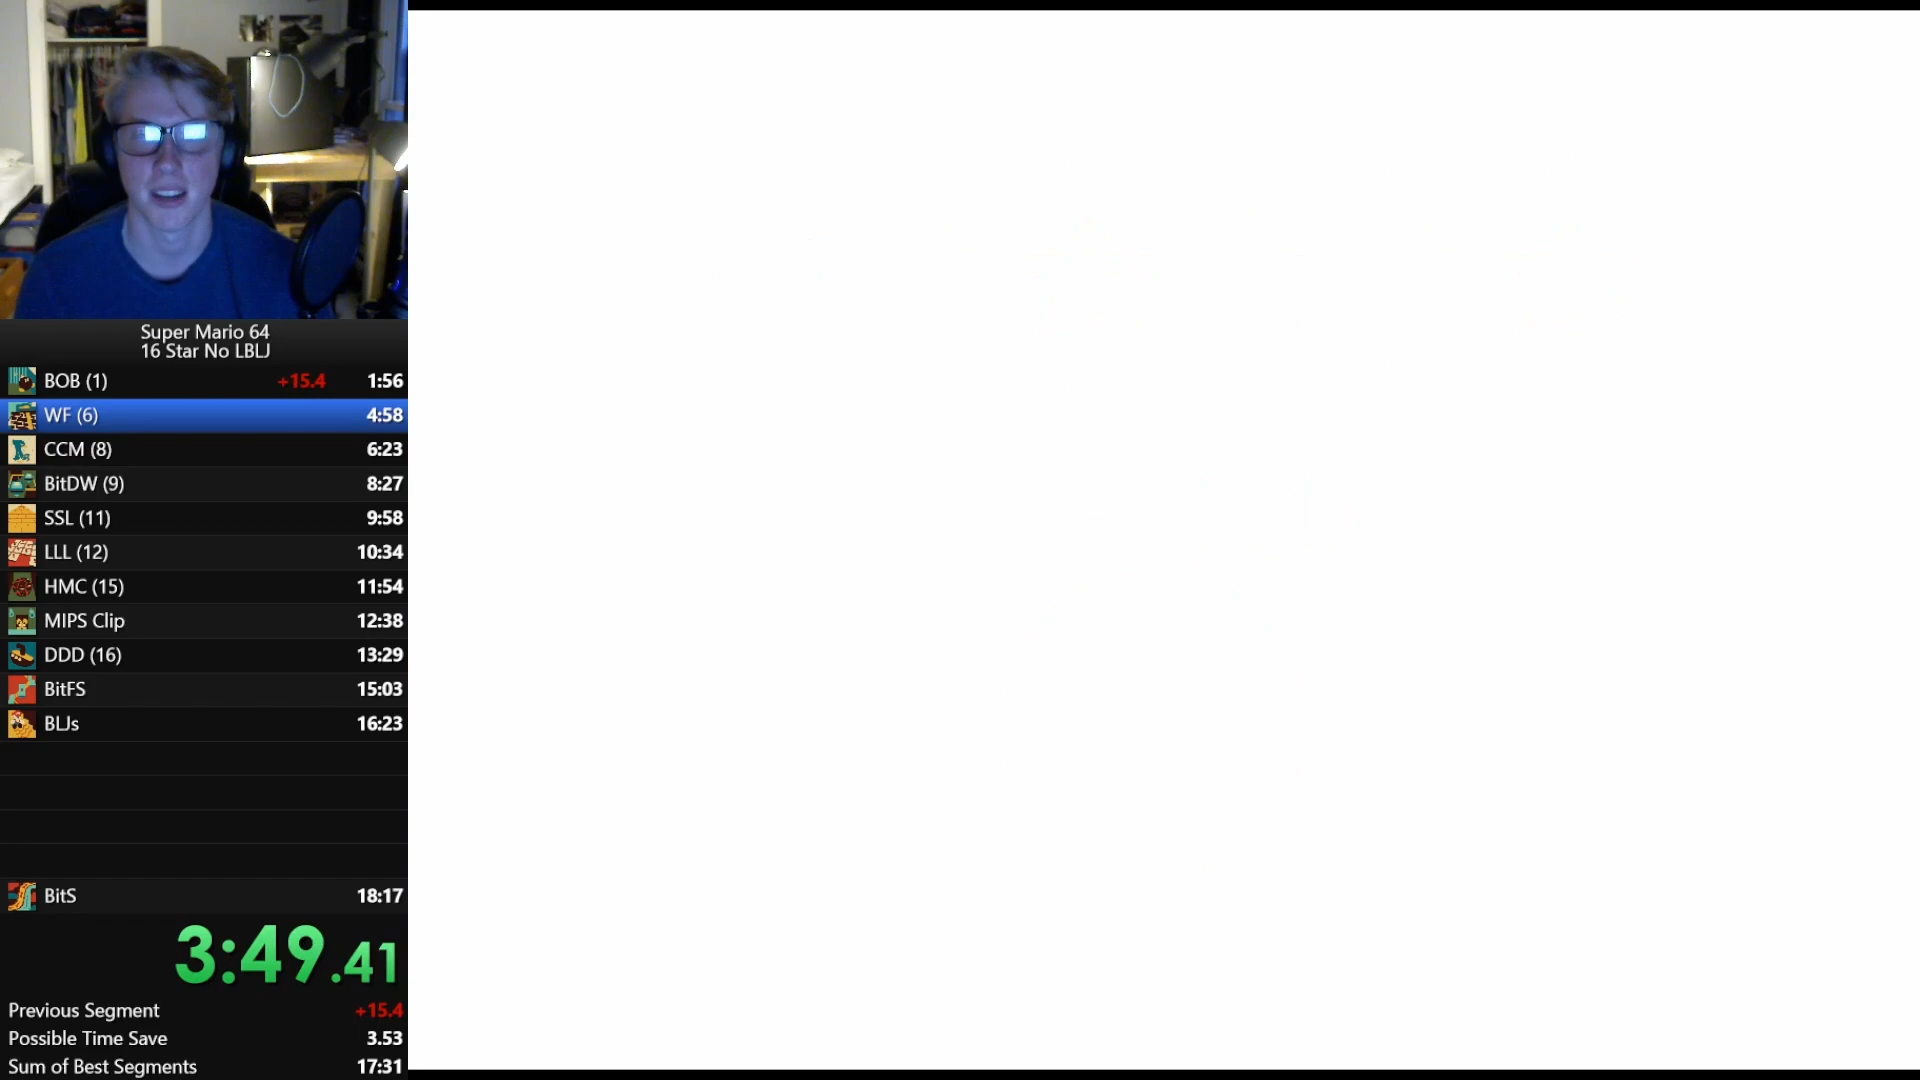 Super Mario 64
16 Star No LBLJ
BOB (1) +15.4 1:56
WF (6) 4:58
CCM (8) 6:23
BitDW (9) 8:27
SSL (11) 9:58
LLL (12) 10:34
HMC (15) 11:54
MIPS Clip 12:38
DDD (16) 13:29
BitFS 15:03
BLJs 16:23
BitS 18:17
3:49.41
Previous Segment +15.4
Possible Time Save 3.53
Sum of Best Segments 17:31